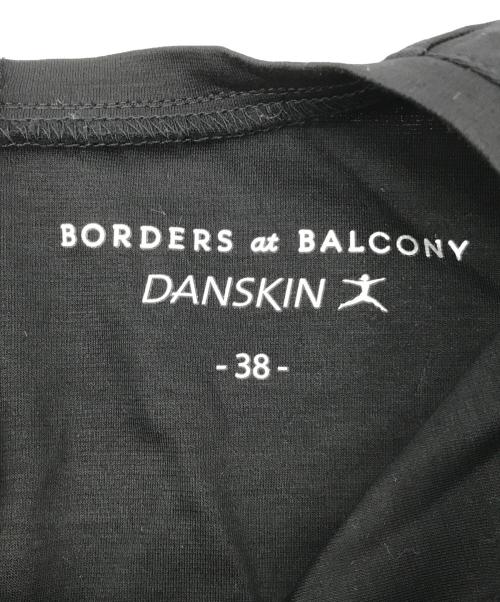 BORDERS at BALCONY
DANSKIN
- 38 -